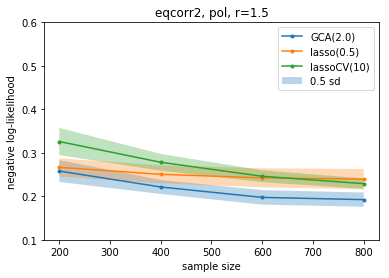 eqcorr2, pol, r=1.5
GCA(2.0)
lasso(0.5)
lassoCV(10)
0.5 sd
negative log-likelihood
0.6
0.5
0.4
0.3
0.2
0.1
200 300 400 500 600 700 800
sample size